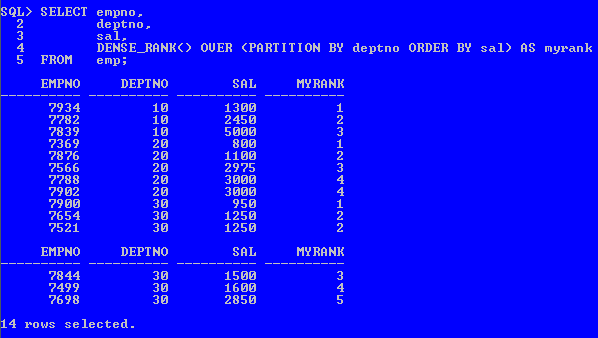 SQL> SELECT empno,
2 deptno,
3 sal,
4 DENSE_RANK() OVER (PARTITION BY deptno ORDER BY sal) AS myrank
5 FROM emp;
EMPNO DEPTNO SAL MYRANK
---------- ---------- ---------- ----------
7934 10 1300 1
7782 10 2450 2
7839 10 5000 3
7369 20 800 1
7876 20 1100 2
7566 20 2975 3
7788 20 3000 4
7902 20 3000 4
7900 30 950 1
7654 30 1250 2
7521 30 1250 2
EMPNO DEPTNO SAL MYRANK
---------- ---------- ---------- ----------
7844 30 1500 3
7499 30 1600 4
7698 30 2850 5
14 rows selected.